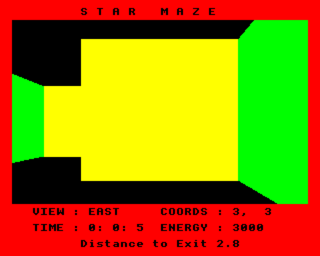 S T A R  M A Z E
VIEW : EAST  COORDS : 3,  3
TIME : 0: 0: 5  ENERGY : 3000
Distance to Exit 2.8